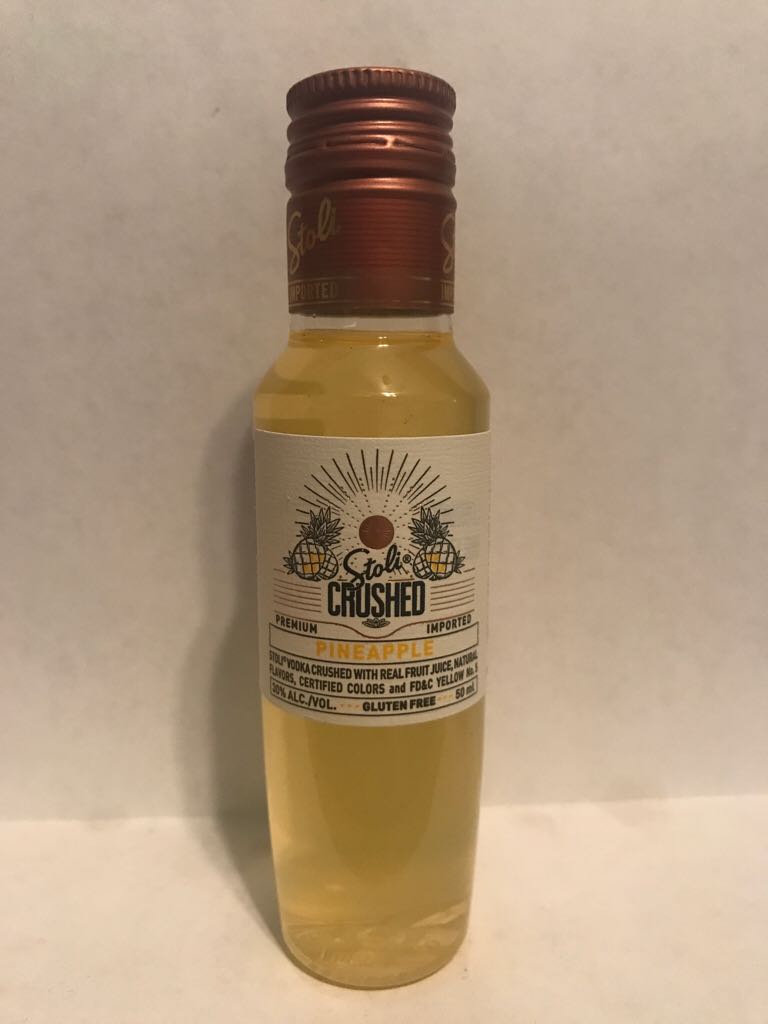 Stoli
IMPORTED
Stoli®
CRUSHED
PREMIUM IMPORTED
PINEAPPLE
STOLI® VODKA CRUSHED WITH REAL FRUIT JUICE, NATURAL
FLAVORS, CERTIFIED COLORS and FD&C YELLOW No. 5
30% ALC./VOL. --- GLUTEN FREE --- 50 ml